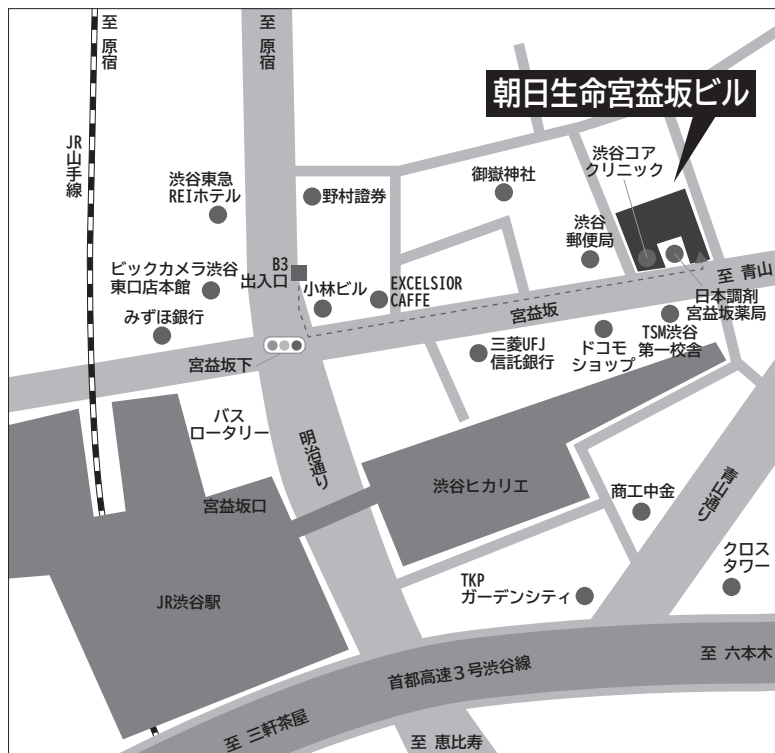 至 原宿
至 原宿
朝日生命宮益坂ビル
JR山手線
渋谷東急
REIホテル
野村證券
御嶽神社
渋谷コア
クリニック
渋谷
郵便局
B3
出入口
ビックカメラ渋谷
東口店本館
小林ビル
EXCELSIOR
CAFFE
至 青山
日本調剤
宮益坂薬局
みずほ銀行
宮益坂
宮益坂下
三菱UFJ
信託銀行
ドコモ
ショップ
TSM渋谷
第一校舎
バス
ロータリー
明治通り
渋谷ヒカリエ
青山通り
商工中金
宮益坂口
クロス
タワー
JR渋谷駅
TKP
ガーデンシティ
首都高速3号渋谷線
至 六本木
至 三軒茶屋
至 恵比寿